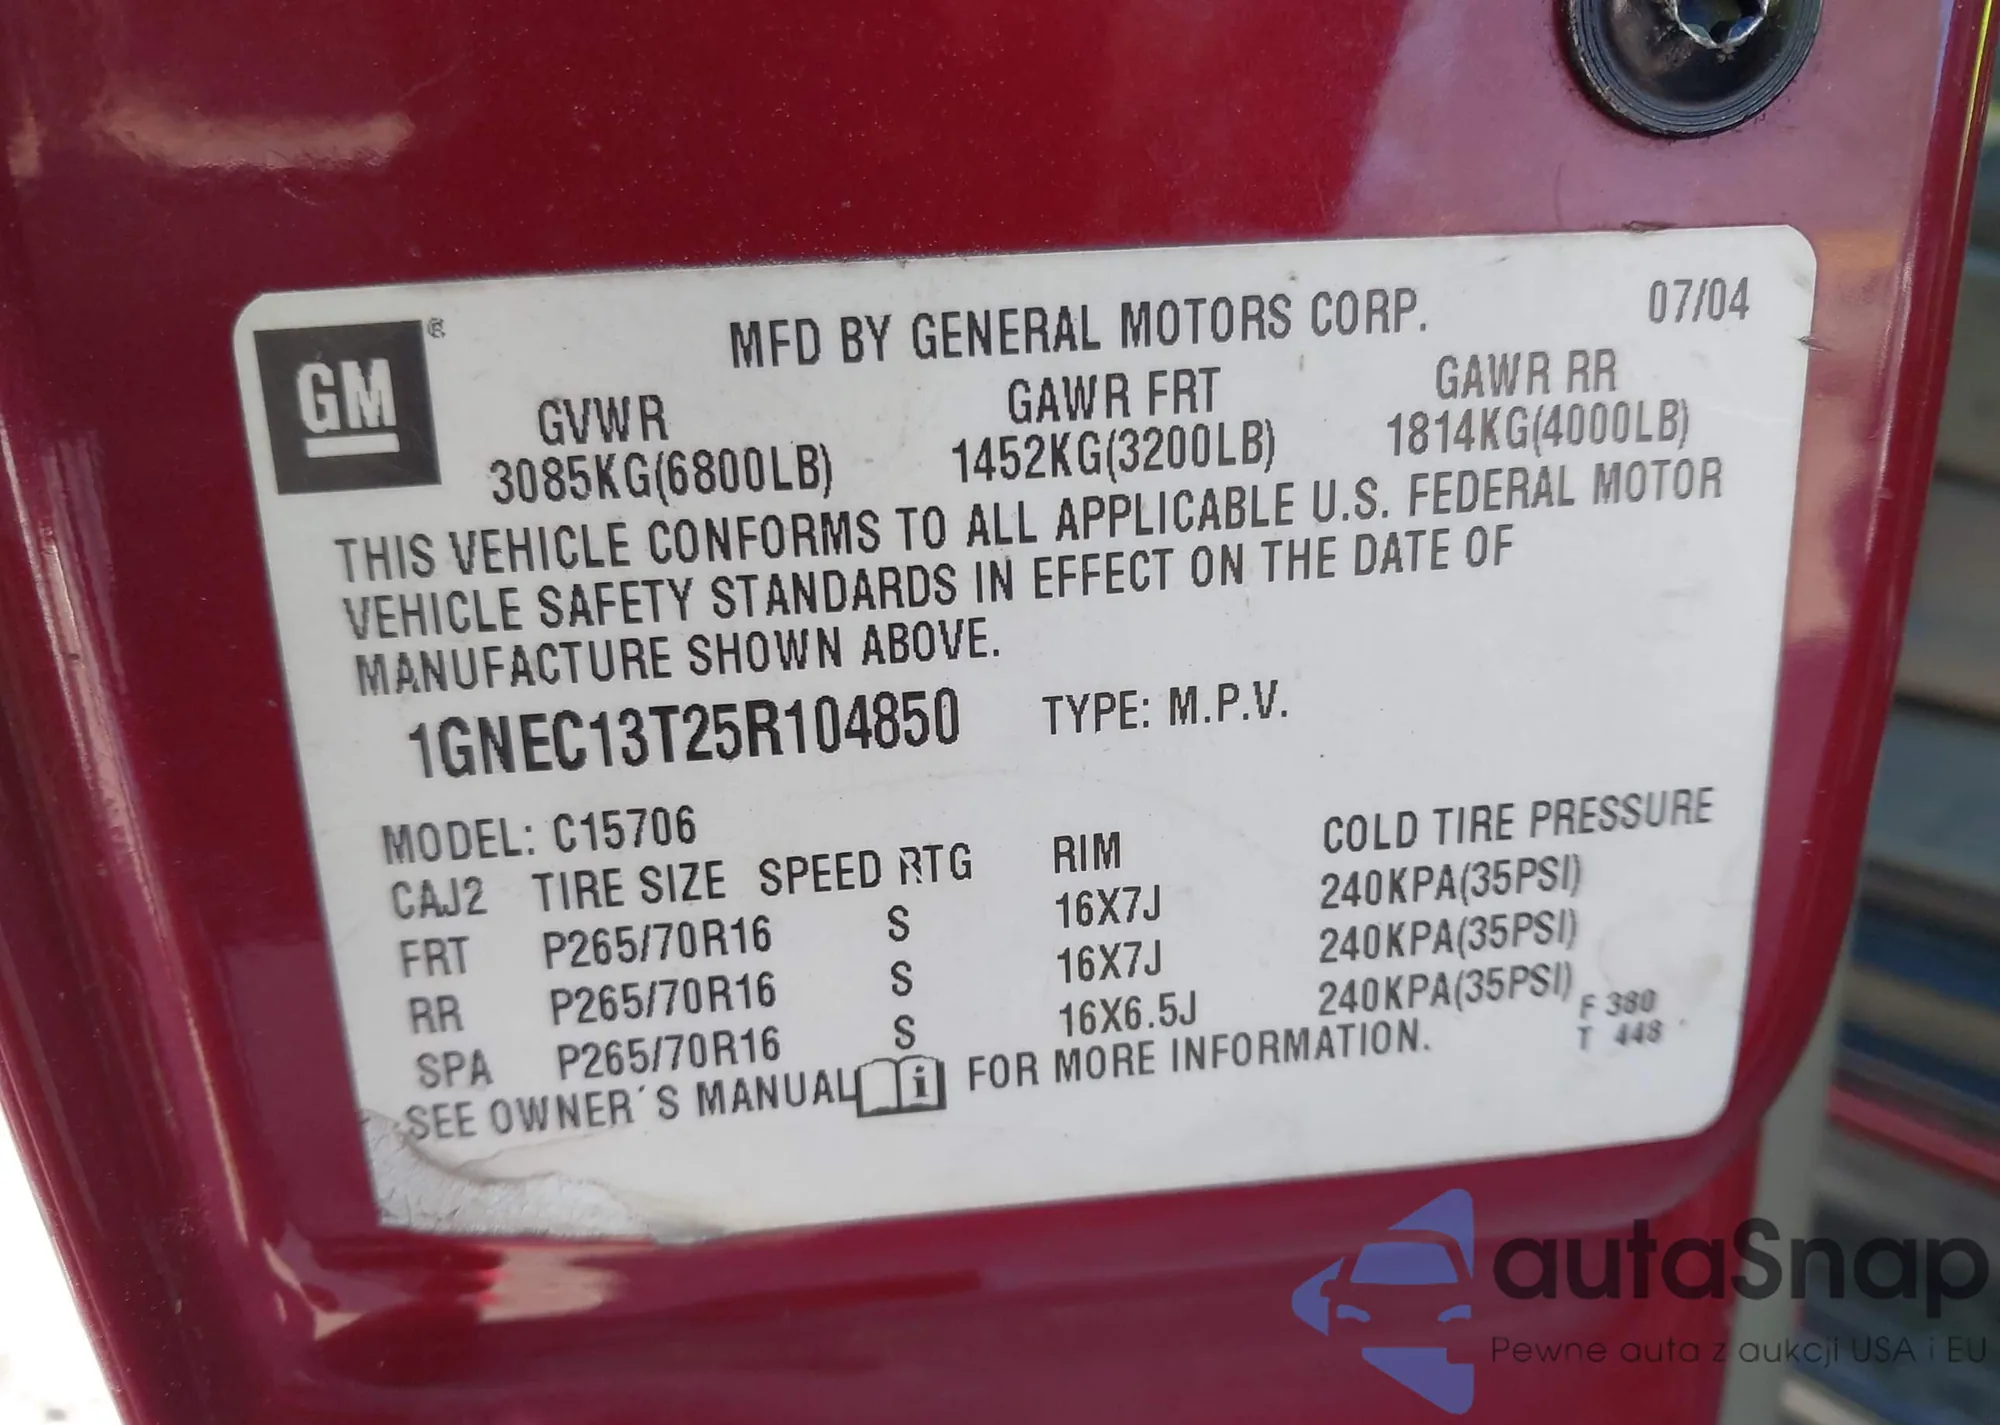 GM ®
MFD BY GENERAL MOTORS CORP. 07/04
GVWR GAWR FRT GAWR RR
3085KG(6800LB) 1452KG(3200LB) 1814KG(4000LB)
THIS VEHICLE CONFORMS TO ALL APPLICABLE U.S. FEDERAL MOTOR
VEHICLE SAFETY STANDARDS IN EFFECT ON THE DATE OF
MANUFACTURE SHOWN ABOVE.
1GNEC13T25R104850 TYPE: M.P.V.
MODEL: C15706
CAJ2 TIRE SIZE SPEED RTG RIM COLD TIRE PRESSURE
FRT P265/70R16 S 16X7J 240KPA(35PSI)
RR P265/70R16 S 16X7J 240KPA(35PSI)
SPA P265/70R16 S 16X6.5J 240KPA(35PSI)
F 380
T 448
SEE OWNER´S MANUAL i FOR MORE INFORMATION.
autaSnap
Pewne auta z aukcji USA i EU